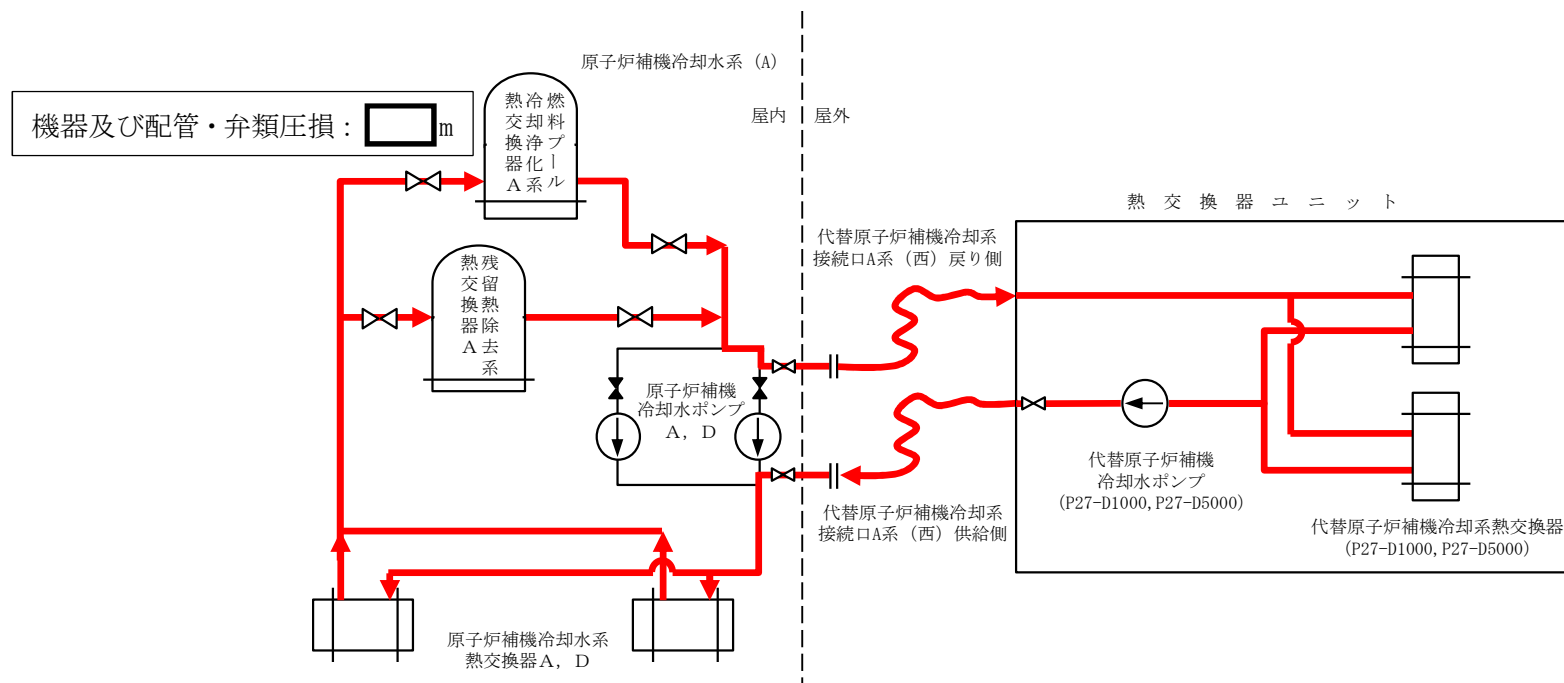 原子炉補機冷却水系(A)
機器及び配管・弁類圧損:
m
燃料プール
冷却浄化系
熱交換器A
屋内
屋外
熱交換器ユニット
代替原子炉補機冷却系
接続口A系(西)戻り側
残留熱除去系
熱交換器A
原子炉補機
冷却水ポンプ
A,D
代替原子炉補機
冷却水ポンプ
(P27-D1000,P27-D5000)
代替原子炉補機冷却系
接続口A系(西)供給側
代替原子炉補機冷却系熱交換器
(P27-D1000,P27-D5000)
原子炉補機冷却水系
熱交換器A,D